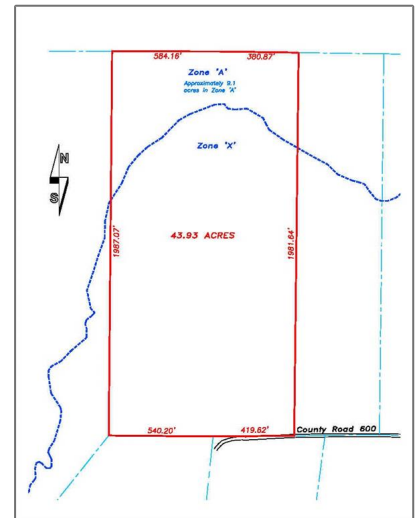 584.16' 380.87'
Zone "A"
Approximately 9.1
acres in Zone "A"
Zone "X"
N
S
1987.07'
43.93 ACRES
1981.64'
540.20' 419.62'
County Road 600